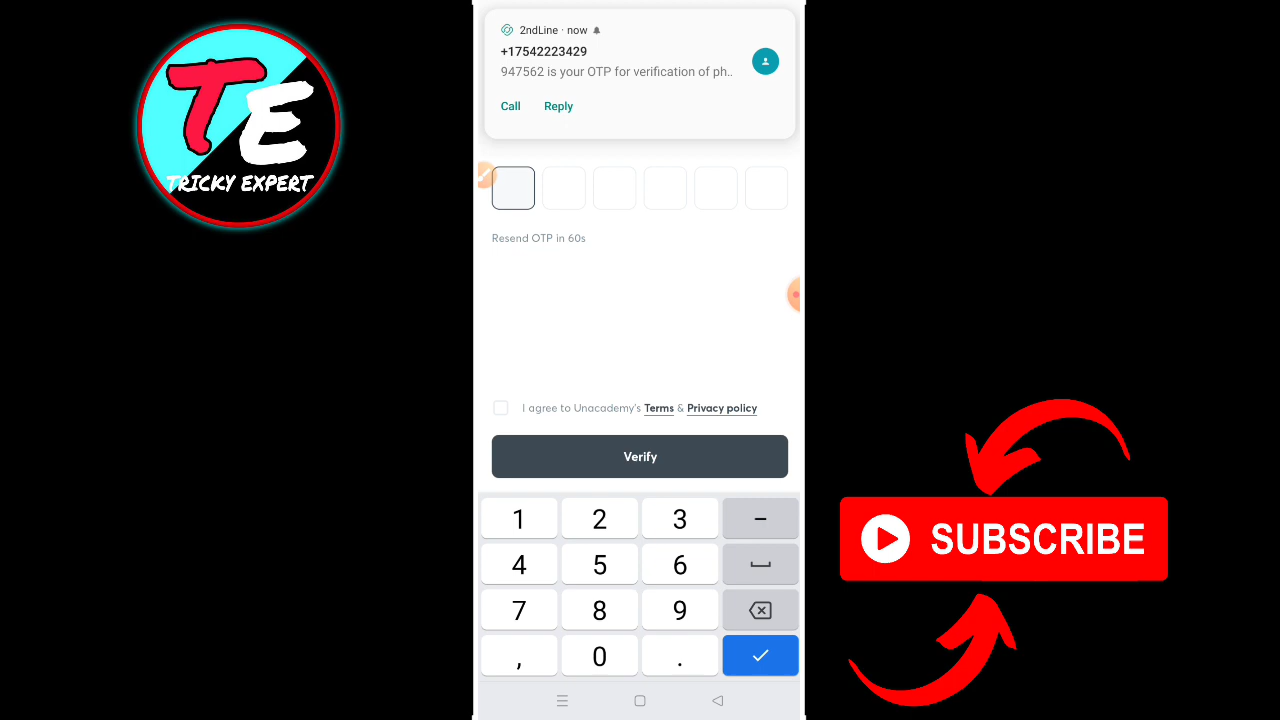 TE
TRICKY EXPERT
2ndLine · now
+17542223429
947562 is your OTP for verification of ph..
Call Reply
Resend OTP in 60s
I agree to Unacademy's Terms & Privacy policy
Verify
1 2 3 –
4 5 6
7 8 9
, 0 .
SUBSCRIBE